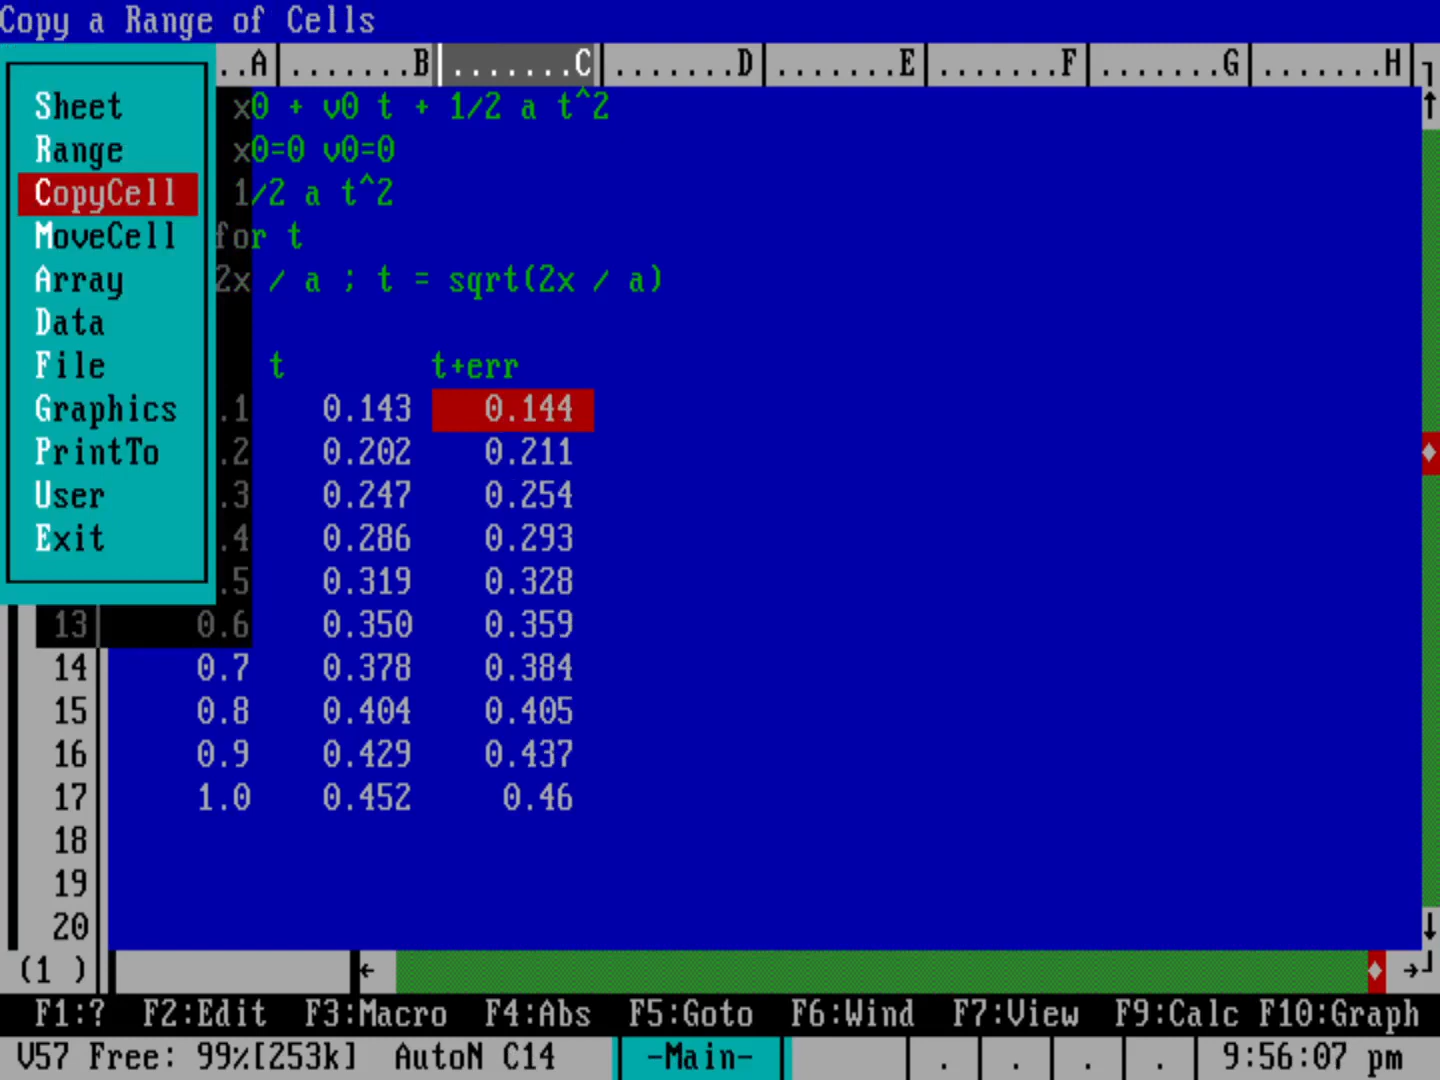 Copy a Range of Cells
..A .......B .......C .......D .......E .......F .......G .......H
Sheet x0 + v0 t + 1/2 a t^2
Range x0=0 v0=0
CopyCell 1/2 a t^2
MoveCell for t
Array 2x / a ; t = sqrt(2x / a)
Data
File t t+err
Graphics .1 0.143 0.144
PrintTo .2 0.202 0.211
User .3 0.247 0.254
Exit .4 0.286 0.293
.5 0.319 0.328
13 0.6 0.350 0.359
14 0.7 0.378 0.384
15 0.8 0.404 0.405
16 0.9 0.429 0.437
17 1.0 0.452 0.46
18
19
20
(1 )
F1:? F2:Edit F3:Macro F4:Abs F5:Goto F6:Wind F7:View F9:Calc F10:Graph
V57 Free: 99%[253k] AutoN C14 -Main- . . . . 9:56:07 pm